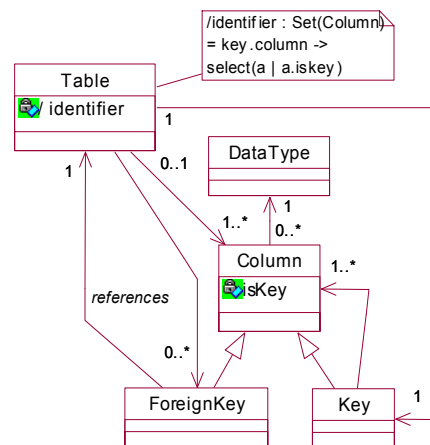 /identifier : Set(Column)
= key.column ->
select(a | a.iskey)
Table
/ identifier
1
1
0..1
DataType
1
0..*
1..*
Column
isKey
1..*
references
0..*
ForeignKey
Key
1